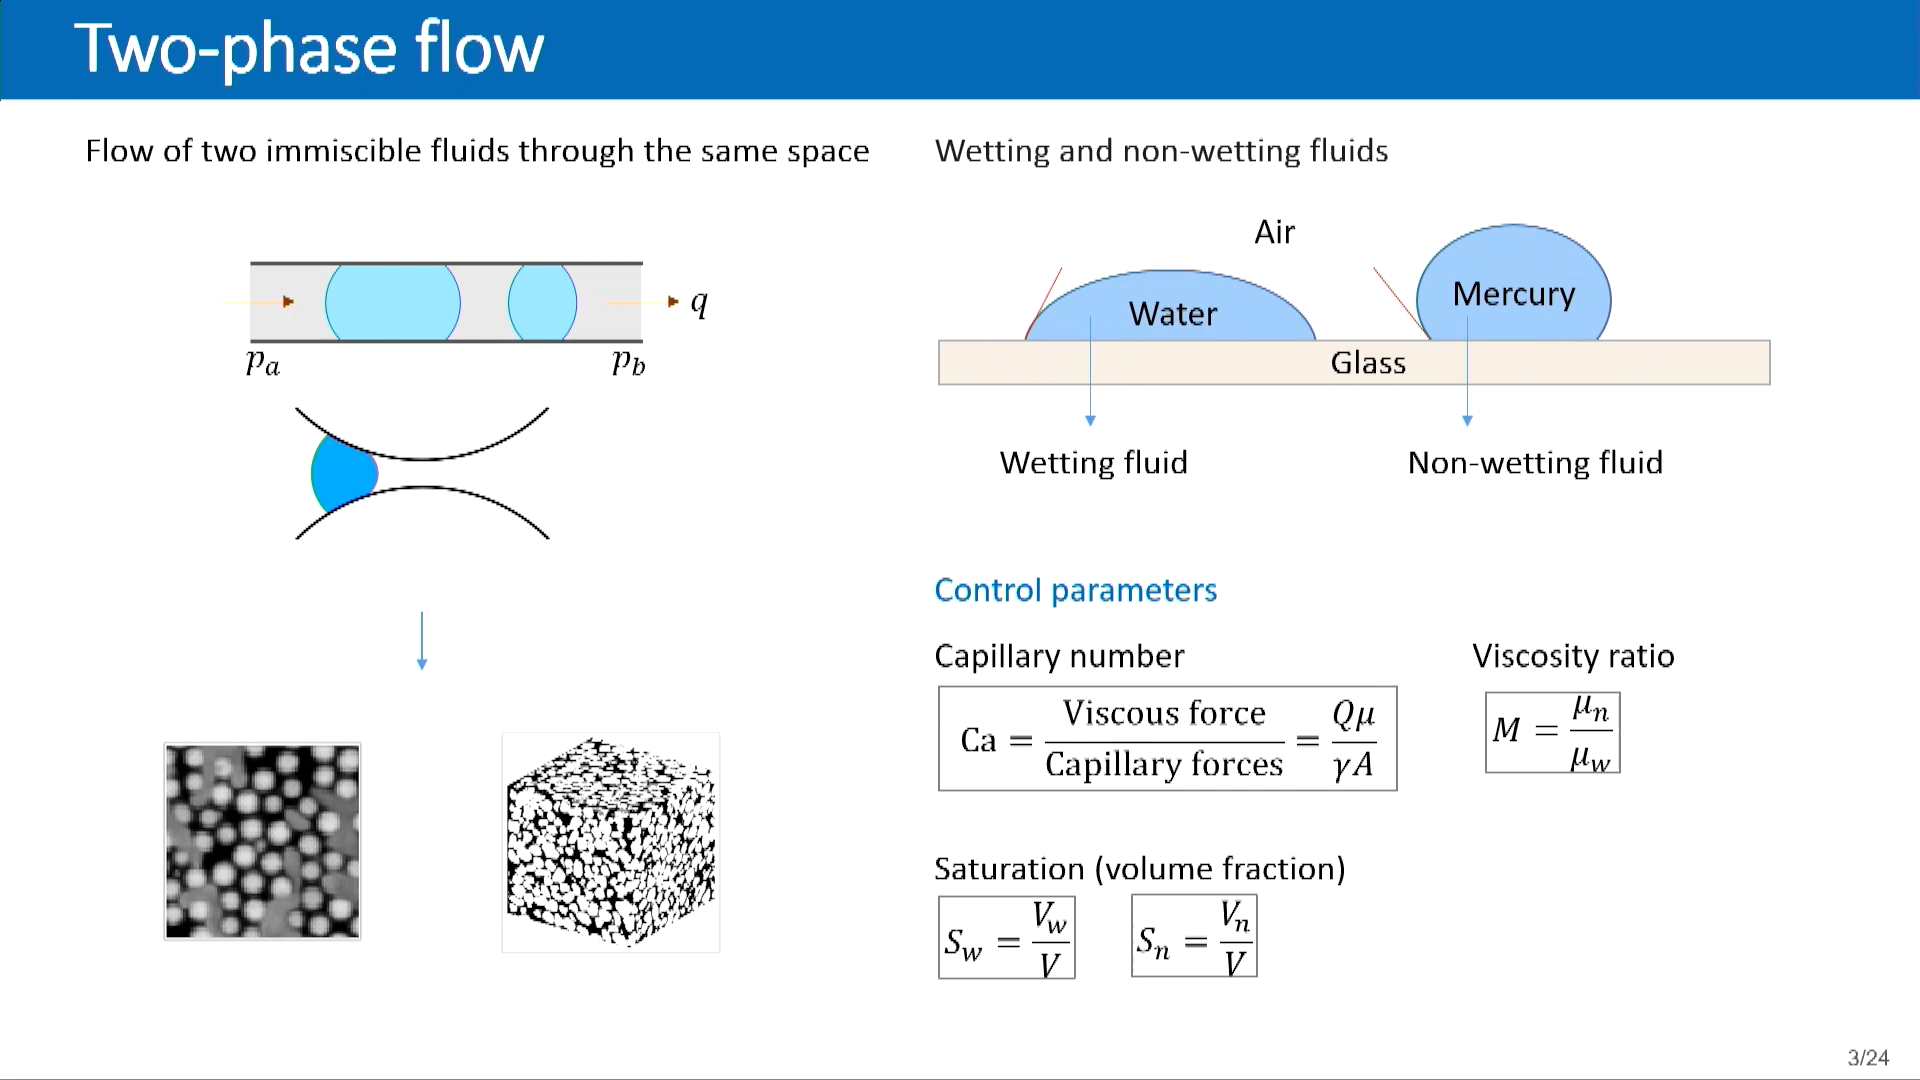 Two-phase flow
Flow of two immiscible fluids through the same space
q
p_a
p_b
Wetting and non-wetting fluids
Air
Water
Mercury
Glass
Wetting fluid
Non-wetting fluid
Control parameters
Capillary number
Ca = Viscous force / Capillary forces = Qμ / γA
Viscosity ratio
M = μ_n / μ_w
Saturation (volume fraction)
S_w = V_w / V
S_n = V_n / V
3/24